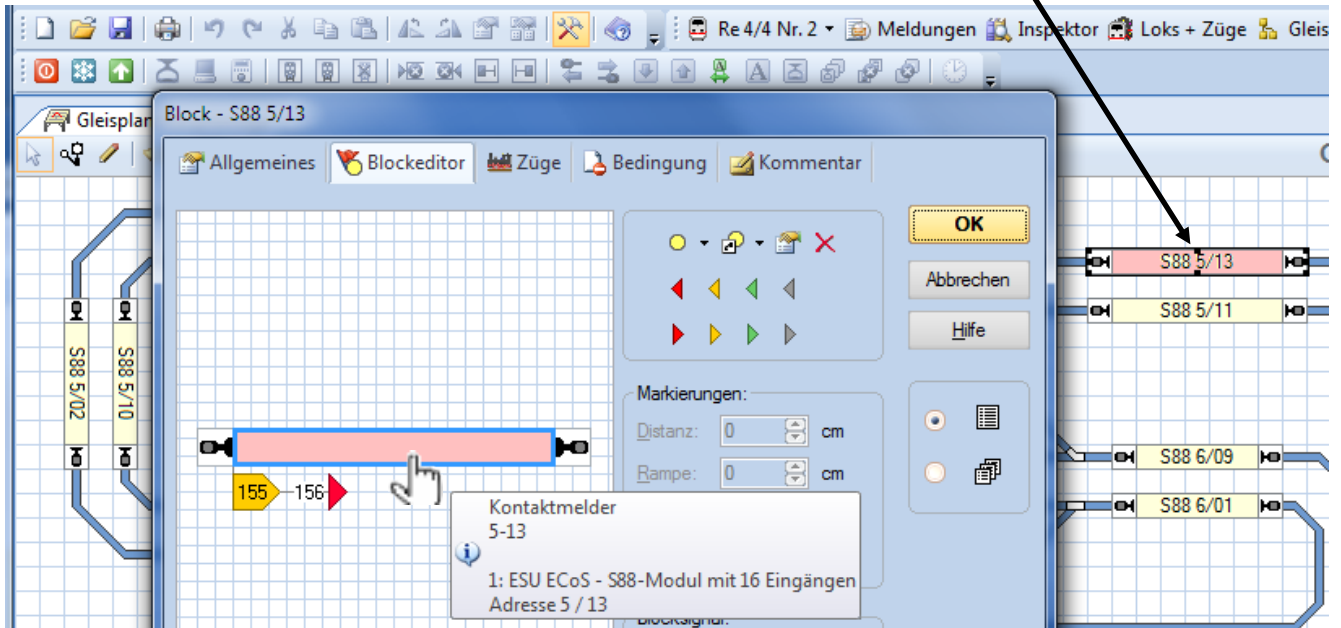 Re 4/4 Nr. 2 Meldungen Inspektor Loks + Züge Gleis
Gleisplan
Block - S88 5/13
Allgemeines Blockeditor Züge Bedingung Kommentar
OK
Abbrechen
Hilfe
Markierungen:
Distanz: 0 cm
Rampe: 0 cm
155 156
Kontaktmelder
5-13
1: ESU ECoS - S88-Modul mit 16 Eingängen
Adresse 5 / 13
Blocksignal:
S88 5/02
S88 5/10
S88 5/13
S88 5/11
S88 6/09
S88 6/01